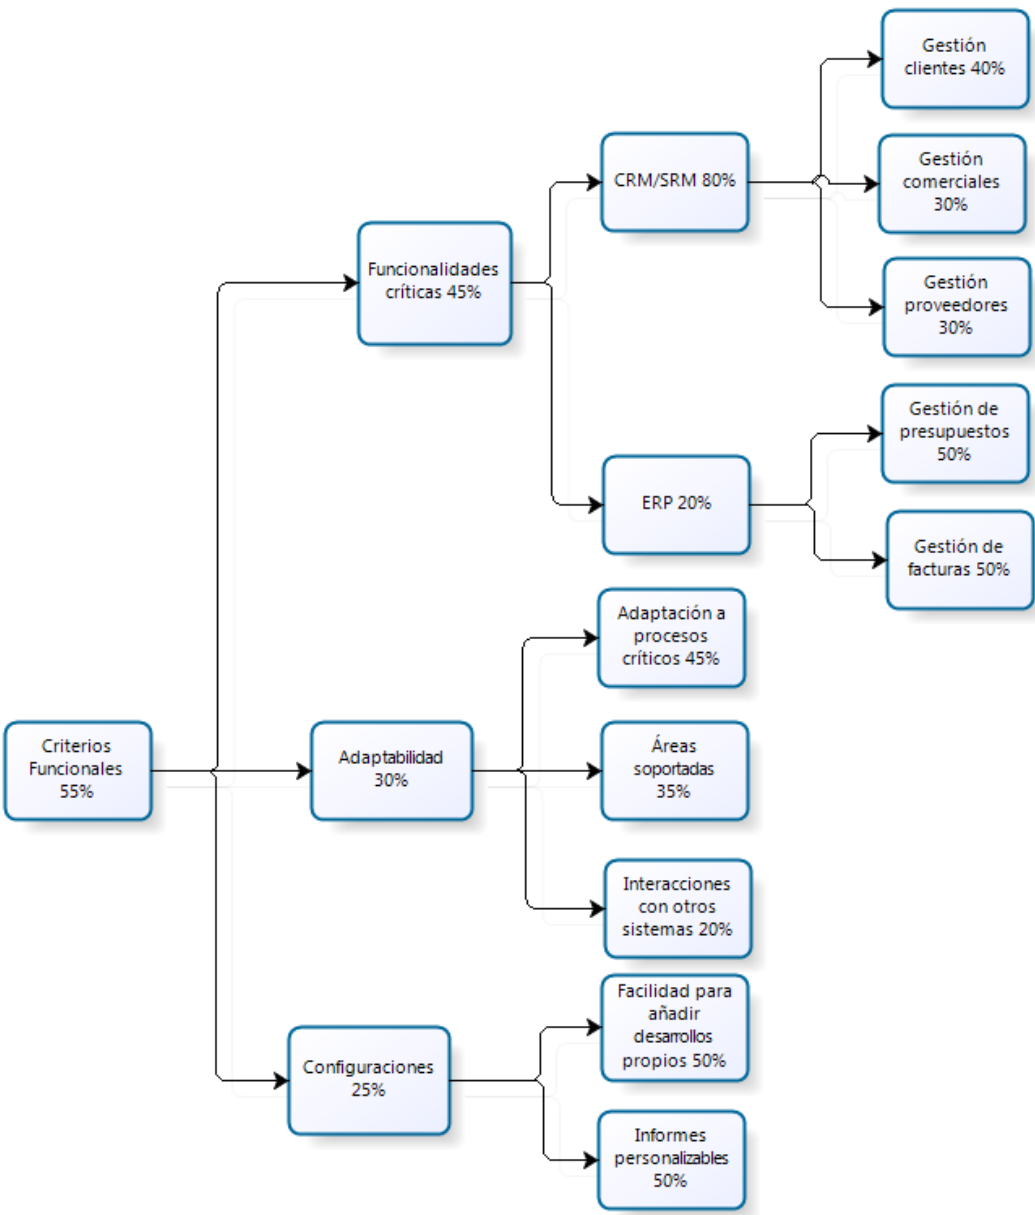 Gestión
clientes 40%
CRM/SRM 80%
Gestión
comerciales
30%
Funcionalidades
críticas 45%
Gestión
proveedores
30%
Gestión de
presupuestos
50%
ERP 20%
Gestión de
facturas 50%
Adaptación a
procesos
críticos 45%
Criterios
Funcionales
55%
Adaptabilidad
30%
Áreas
soportadas
35%
Interacciones
con otros
sistemas 20%
Facilidad para
añadir
desarrollos
propios 50%
Configuraciones
25%
Informes
personalizables
50%